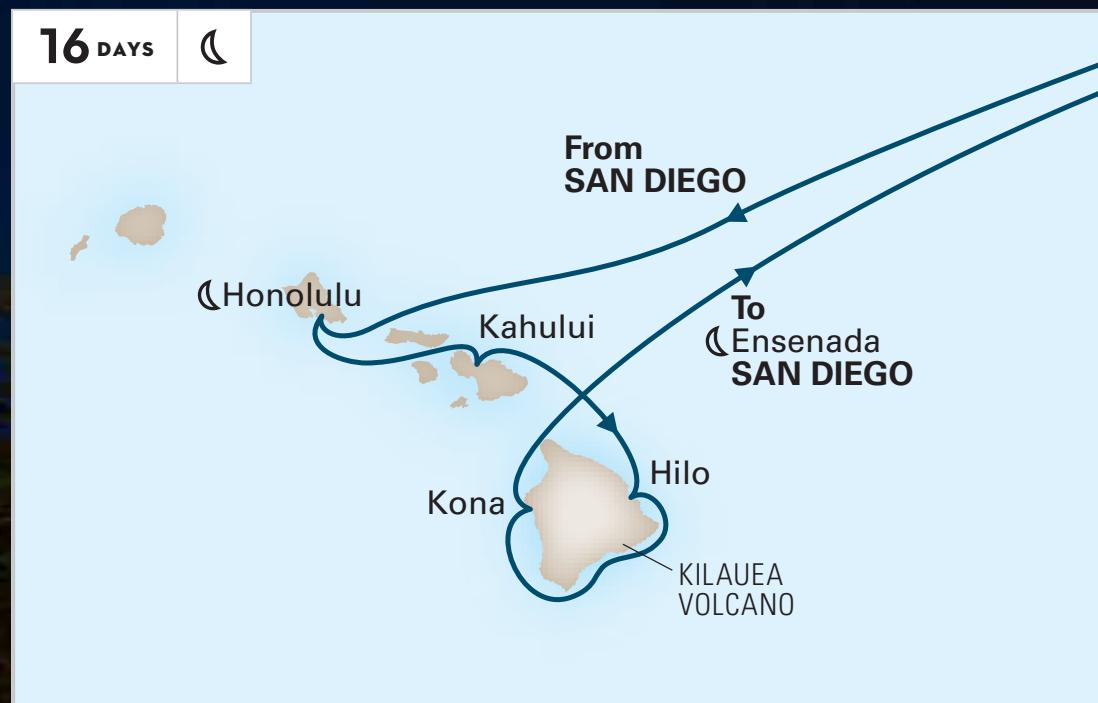 16 DAYS
From
SAN DIEGO
Honolulu
Kahului
To
Ensenada
SAN DIEGO
Hilo
Kona
KILAUEA
VOLCANO